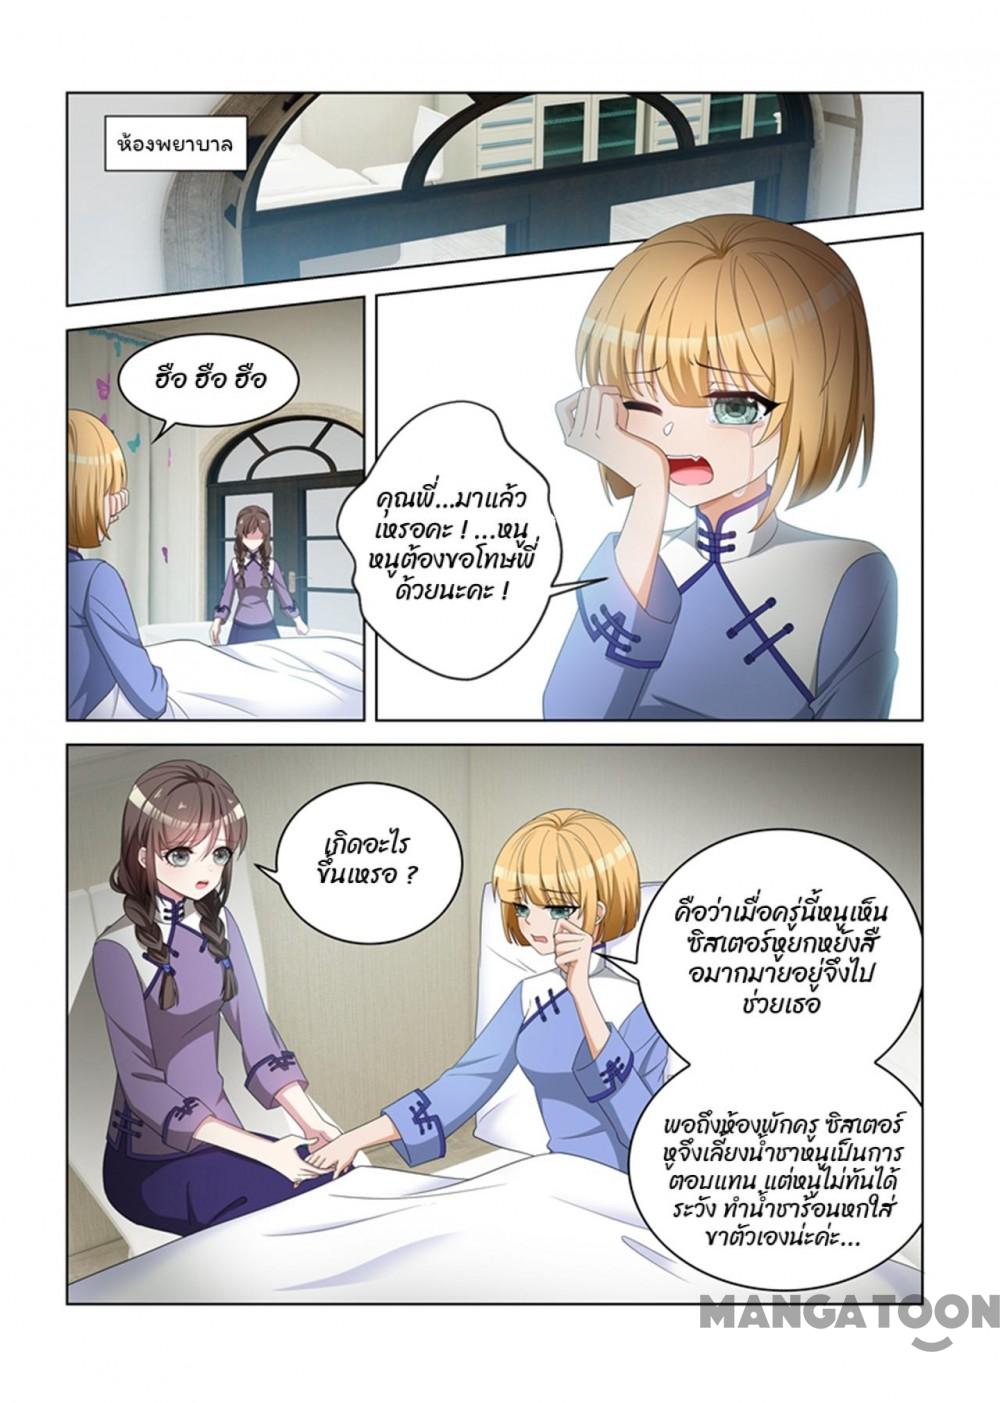 ห้องพยาบาล
ฮือ ฮือ ฮือ
คุณพี่...มาแล้ว
เหรอคะ ! ...หนู
หนูต้องขอโทษพี่
ด้วยนะคะ !
เกิดอะไร
ขึ้นเหรอ ?
คือว่าเมื่อครู่นี้หนูเห็น
ซิสเตอร์หูยกหยังสื
อมากมายอยู่จึงไป
ช่วยเธอ
พอถึงห้องพักครู ซิสเตอร์
หูจึงเลี้ยงน้ำชาหนูเป็นการ
ตอบแทน แต่หนูไม่ทันได้
ระวัง ทำน้ำชาร้อนหกใส่
ขาตัวเองน่ะค่ะ...
MANGATOON